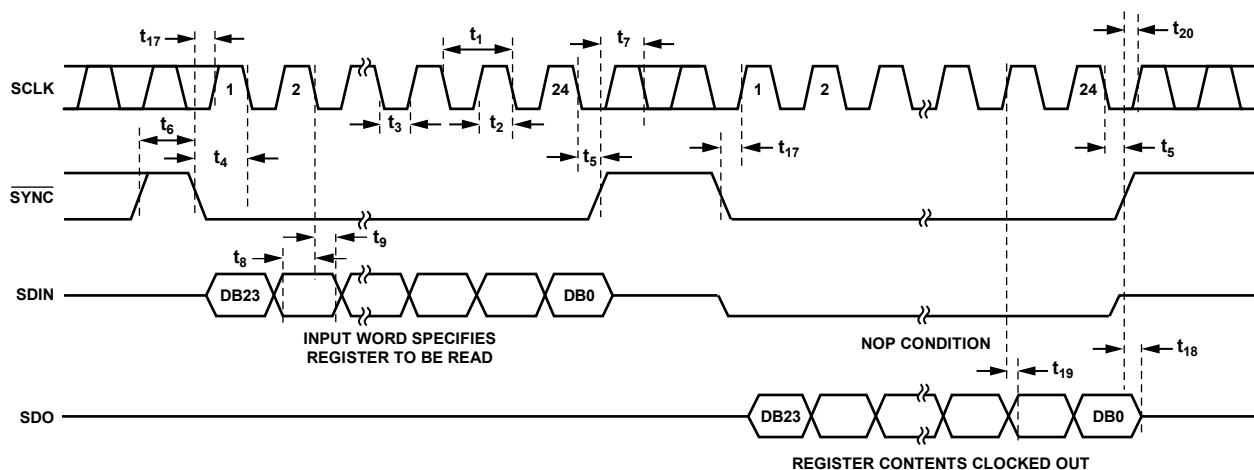 t17
t1
t7
t20
SCLK
1
2
24
1
2
24
t6
t4
t3
t2
t5
t17
t5
SYNC
t8
t9
SDIN
DB23
DB0
INPUT WORD SPECIFIES
REGISTER TO BE READ
NOP CONDITION
t19
t18
SDO
DB23
DB0
REGISTER CONTENTS CLOCKED OUT